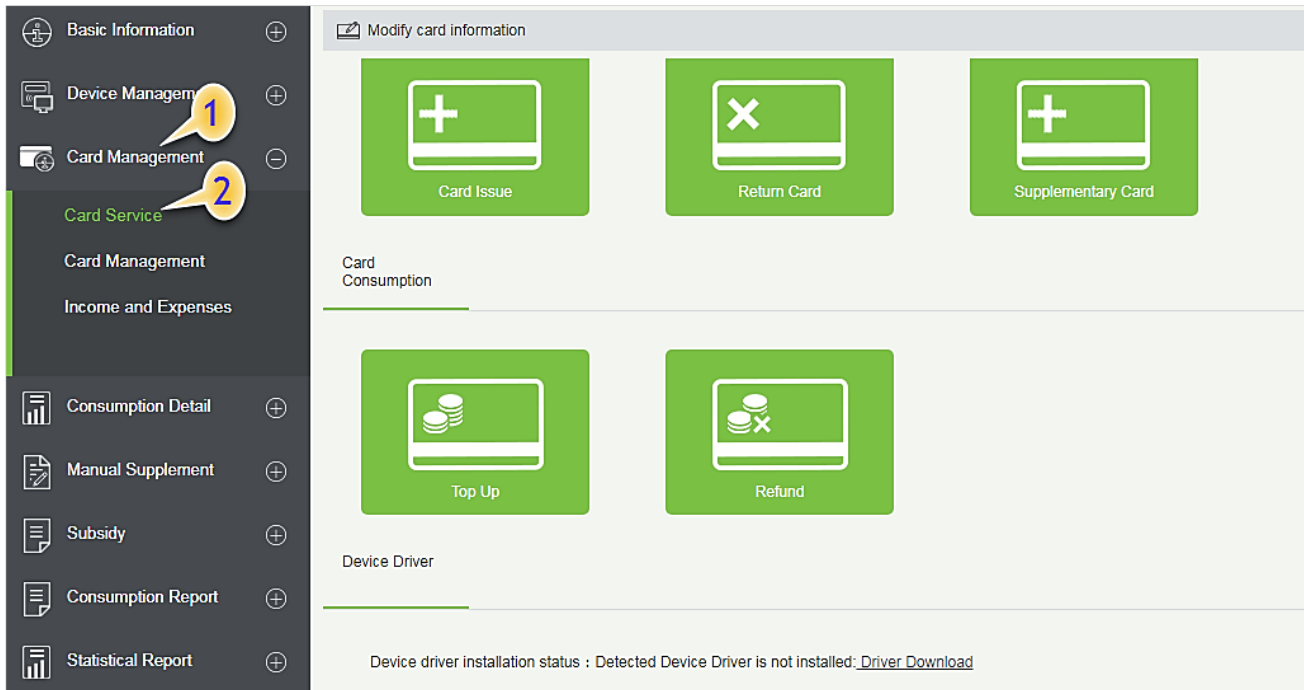 Basic Information
Device Managem
1
Card Management
2
Card Service
Card Management
Income and Expenses
Consumption Detail
Manual Supplement
Subsidy
Consumption Report
Statistical Report
Modify card information
Card Issue
Return Card
Supplementary Card
Card
Consumption
Top Up
Refund
Device Driver
Device driver installation status : Detected Device Driver is not installed: Driver Download